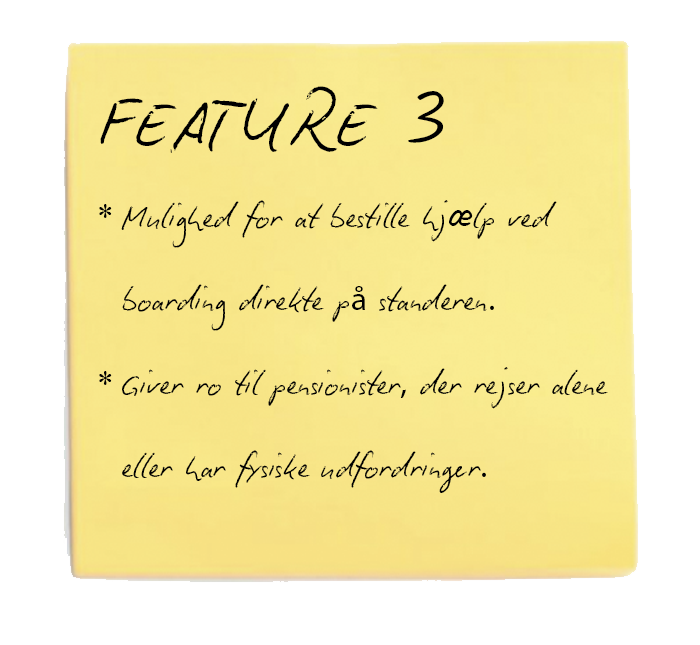 FEATURE 3
* Mulighed for at bestille hjælp ved
boarding direkte på standeren.
* Giver ro til pensionister, der rejser alene
eller har fysiske udfordringer.